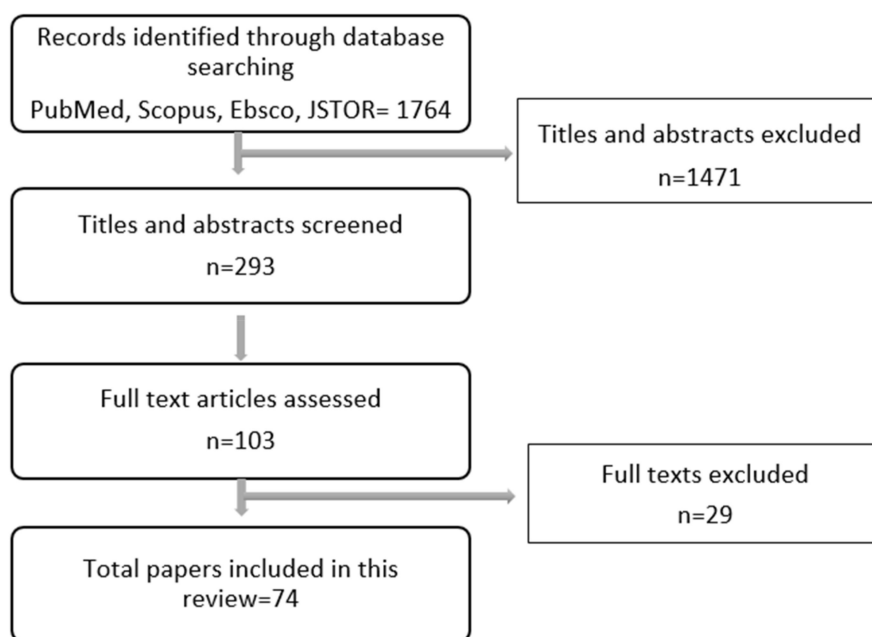 Records identified through database
searching
PubMed, Scopus, Ebsco, JSTOR= 1764
Titles and abstracts excluded
n=1471
Titles and abstracts screened
n=293
Full text articles assessed
n=103
Full texts excluded
n=29
Total papers included in this
review=74